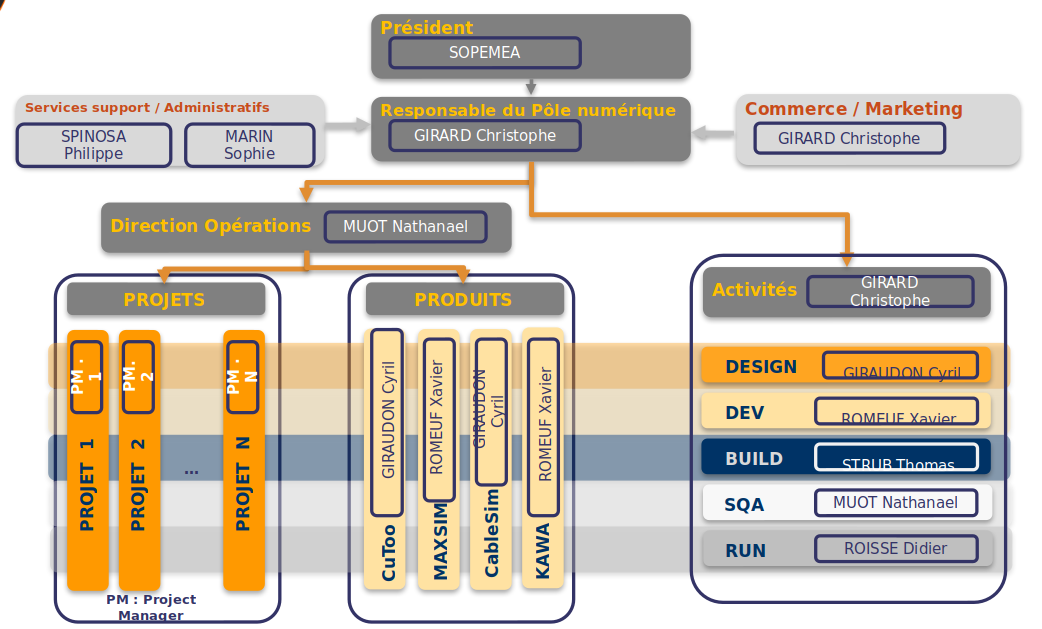 Président
SOPEMEA
Services support / Administratifs
SPINOSA
Philippe
MARIN
Sophie
Responsable du Pôle numérique
GIRARD Christophe
Commerce / Marketing
GIRARD Christophe
Direction Opérations
MUOT Nathanael
PROJETS
PRODUITS
Activités
GIRARD
Christophe
PM .
1
PROJET 1
PM.
2
PROJET 2
...
PM .
N
PROJET N
PM : Project
Manager
GIRAUDON Cyril
CuToo
ROMEUF Xavier
MAXSIM
GIRAUDON
Cyril
CableSim
ROMEUF Xavier
KAWA
DESIGN
GIRAUDON Cyril
DEV
ROMEUF Xavier
BUILD
STRUB Thomas
SQA
MUOT Nathanael
RUN
ROISSE Didier